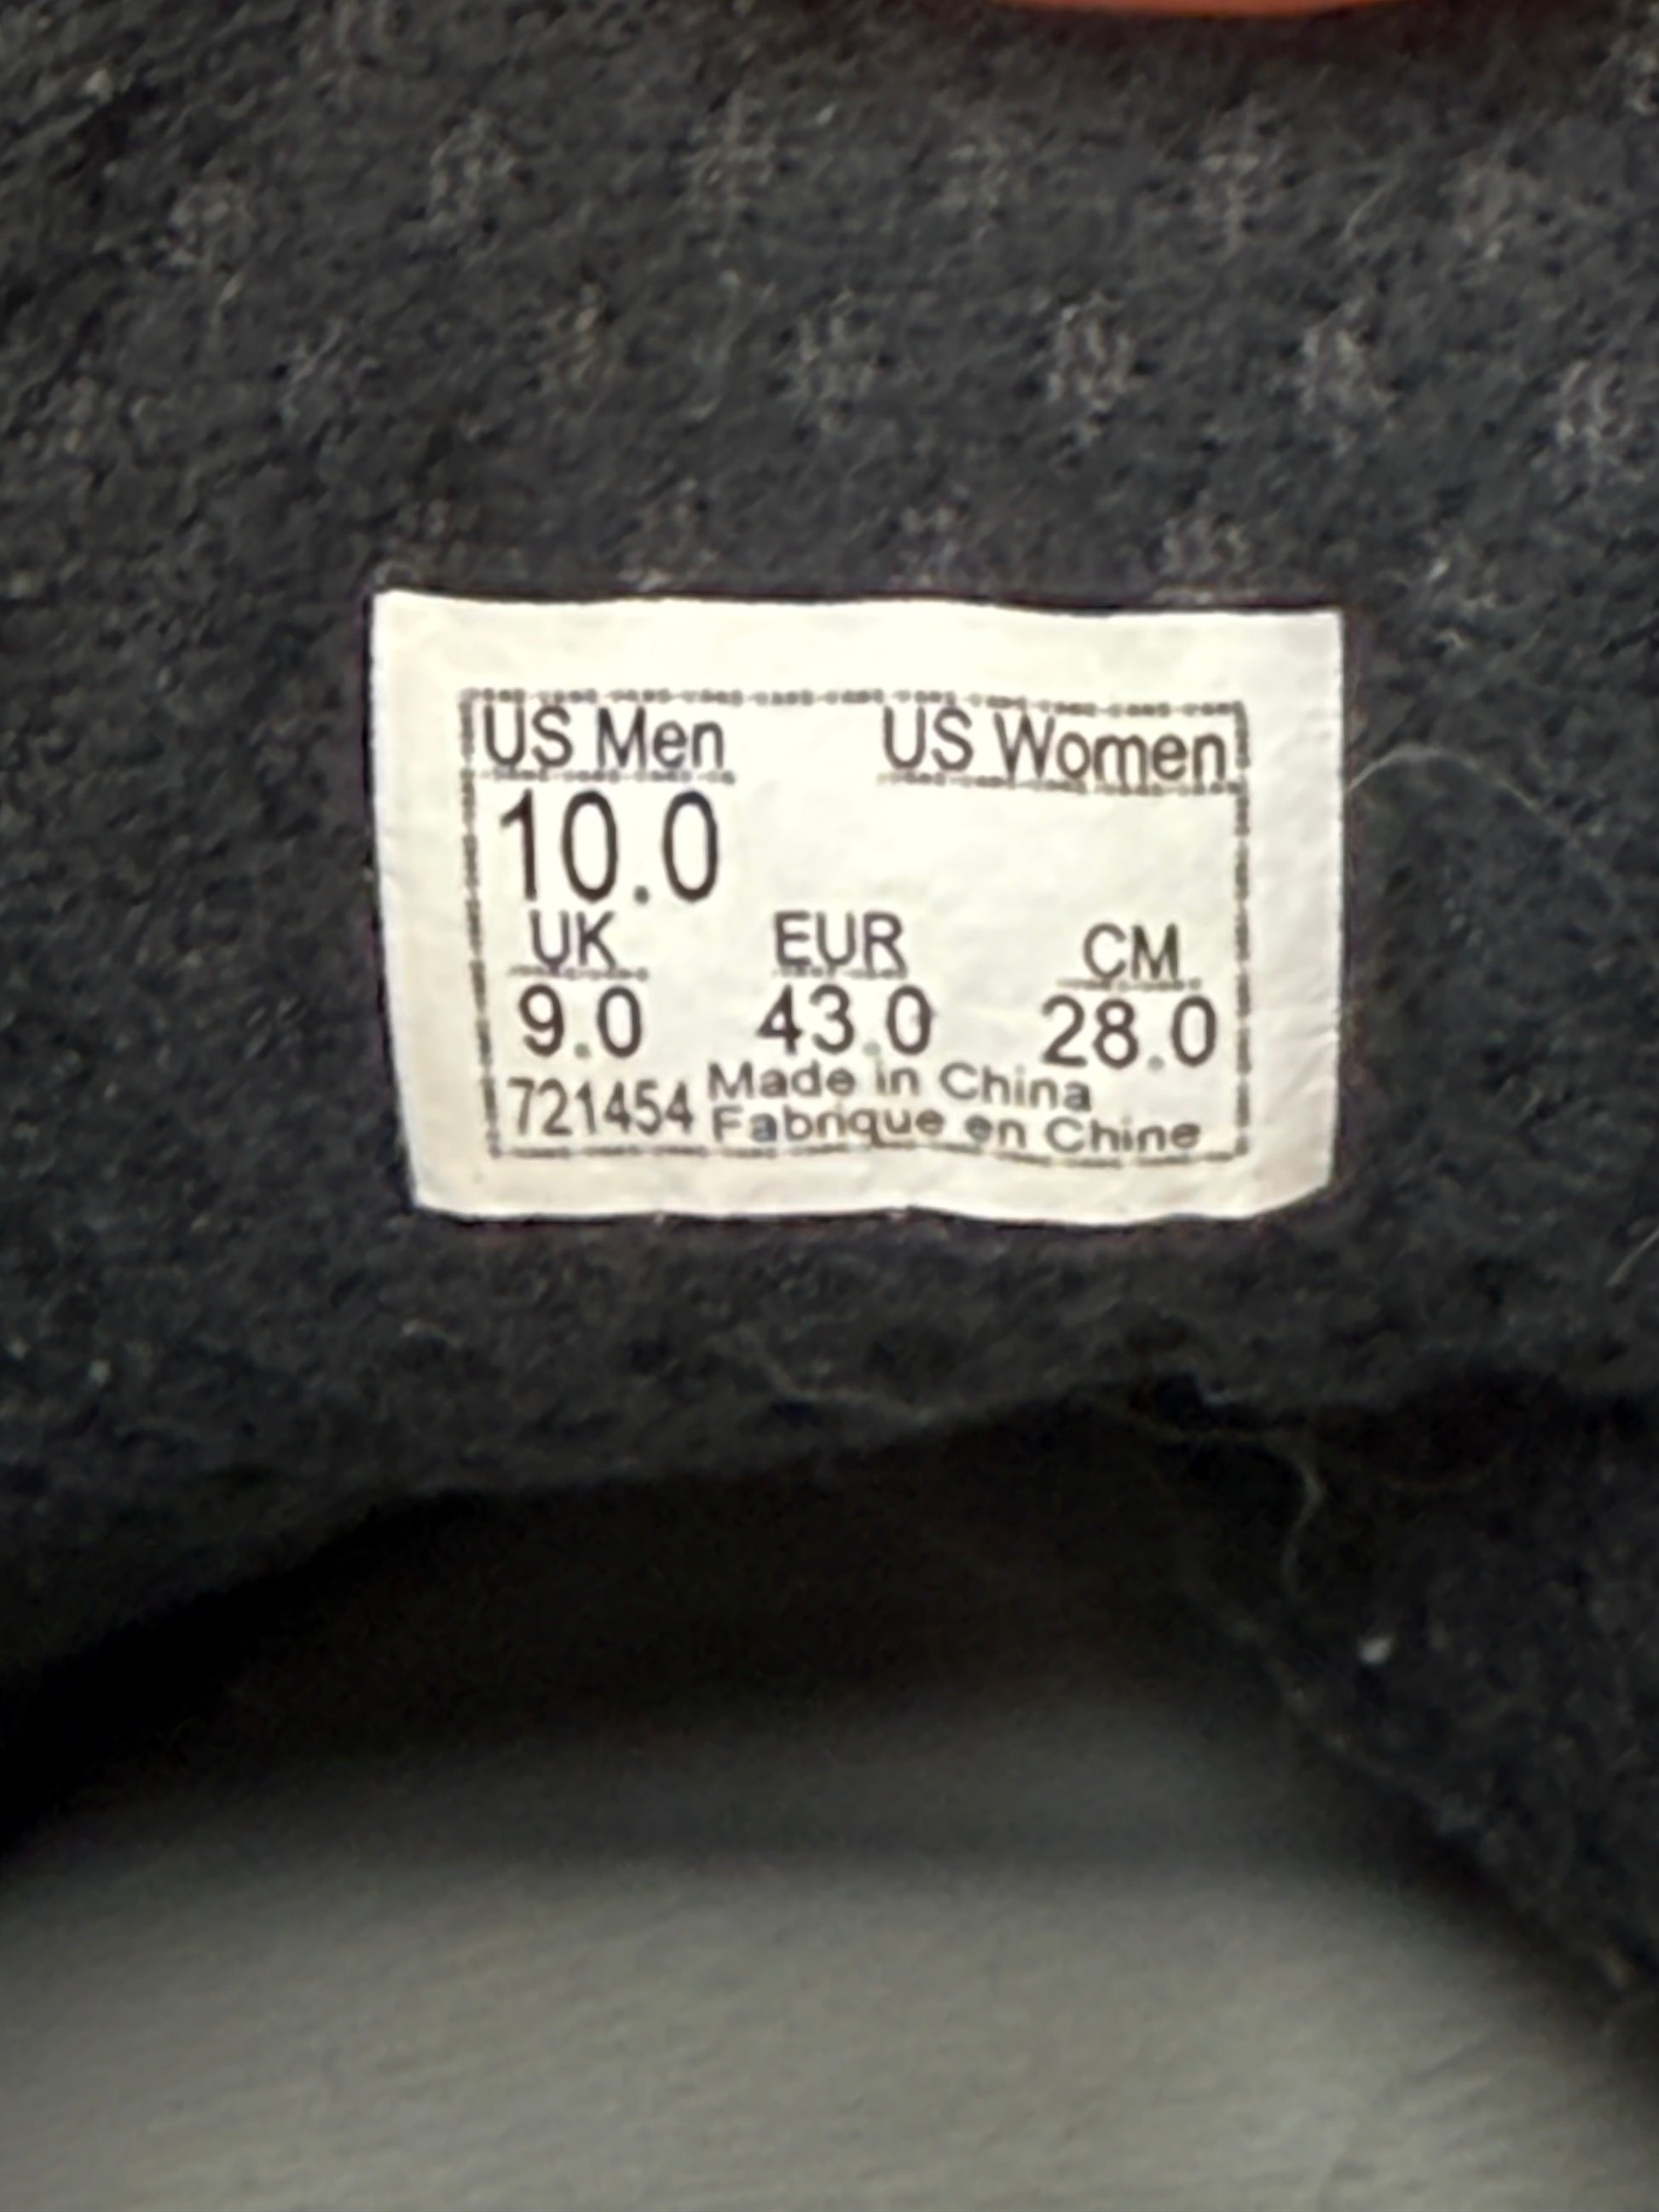 US Men US Women
10.0
UK EUR CM
9.0 43.0 28.0
721454 Made in China
Fabrique en Chine